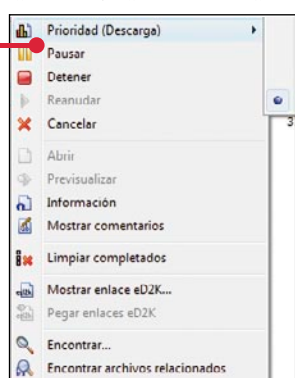 Prioridad (Descarga)
Pausar
Detener
Reanudar
Cancelar
3
Abrir
Previsualizar
Información
Mostrar comentarios
Limpiar completados
Mostrar enlace eD2K...
Pegar enlaces eD2K
Encontrar...
Encontrar archivos relacionados